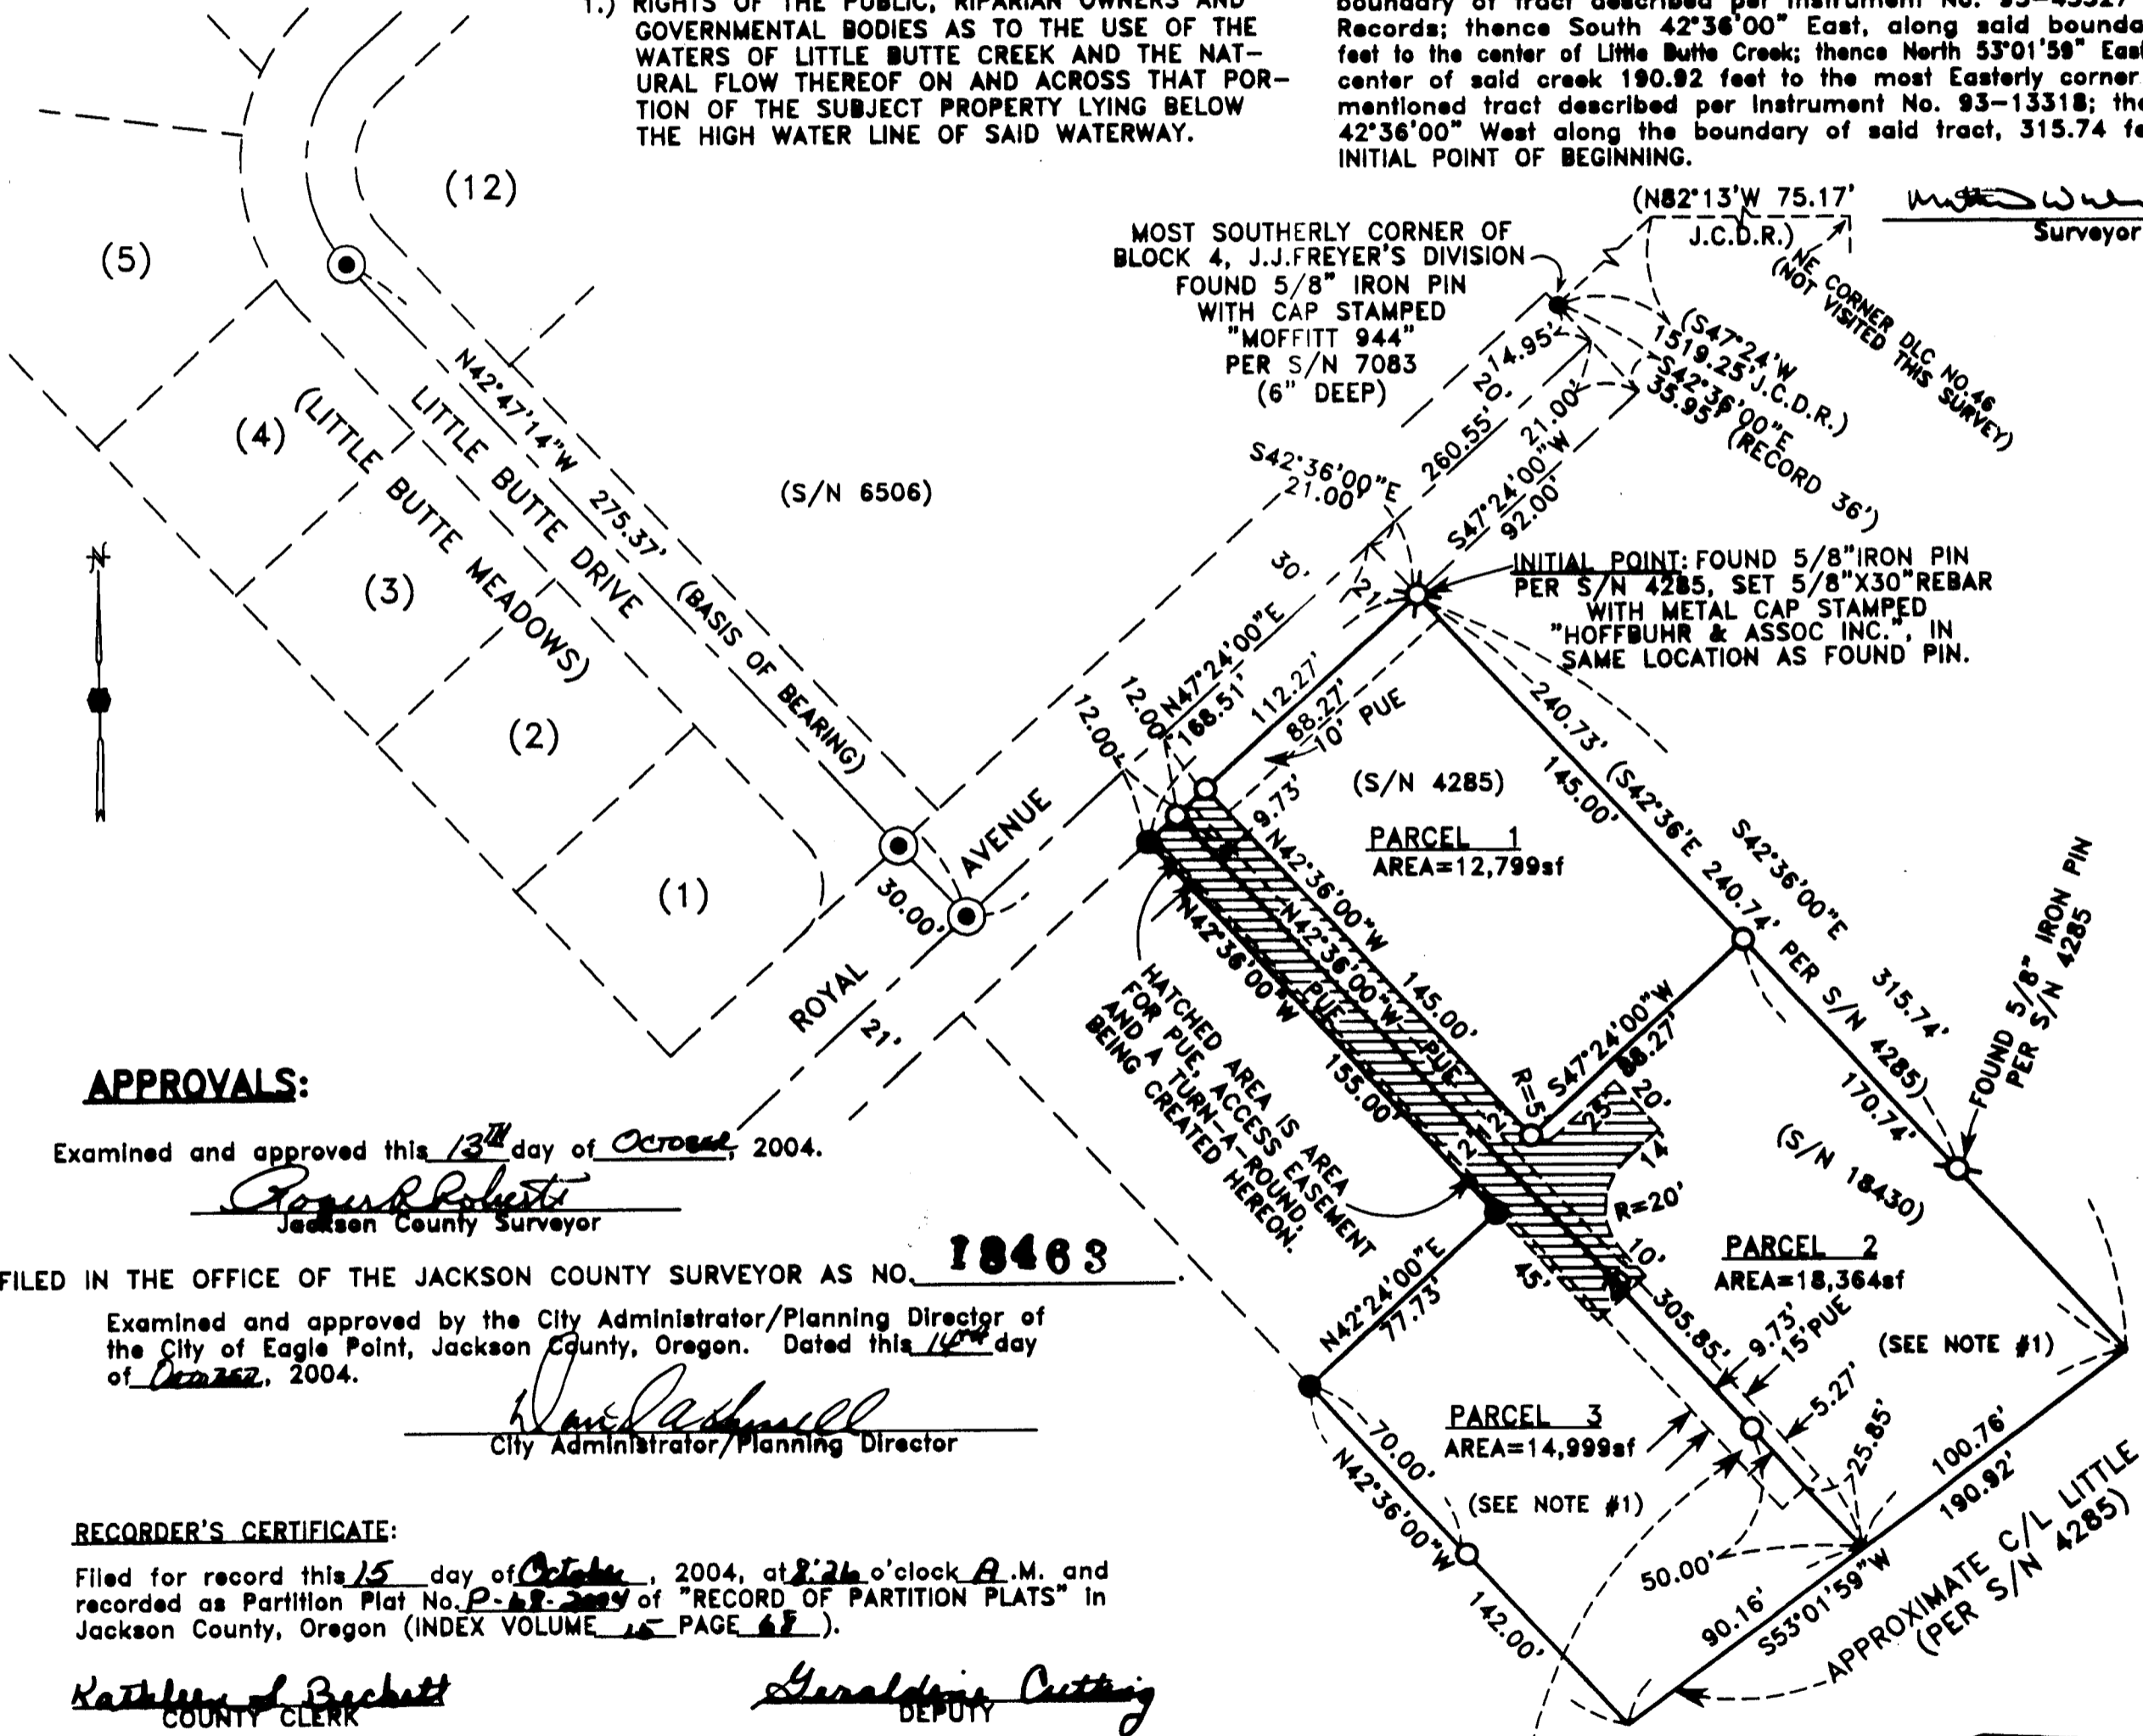 1.) RIGHTS OF THE PUBLIC, RIPARIAN OWNERS AND
GOVERNMENTAL BODIES AS TO THE USE OF THE
WATERS OF LITTLE BUTTE CREEK AND THE NAT-
URAL FLOW THEREOF ON AND ACROSS THAT POR-
TION OF THE SUBJECT PROPERTY LYING BELOW
THE HIGH WATER LINE OF SAID WATERWAY.
boundary of tract described per Instrument No.
Records; thence South 42°36'00" East, along said bounda
feet to the center of Little Butte Creek; thence North 53°01'59" East
center of said creek 190.92 feet to the most Easterly corner
mentioned tract described per Instrument No. 93-13318; the
42°36'00" West along the boundary of said tract, 315.74 fe
INITIAL POINT OF BEGINNING.
(N82°13'W 75.17'
J.C.D.R.)
Surveyor
NE CORNER DLC NO.46
(NOT VISITED THIS SURVEY)
MOST SOUTHERLY CORNER OF
BLOCK 4, J.J.FREYER'S DIVISION
FOUND 5/8" IRON PIN
WITH CAP STAMPED
"MOFFITT 944"
PER S/N 7083
(6" DEEP)
(S47°24'W
1519.25'J.C.D.R.)
S42°36'00"E
35.95' (RECORD 36')
14.95'
20'
260.55'
21.00'
S47°24'00"W
92.00'
S42°36'00"E
21.00'
30'
21'
INITIAL POINT: FOUND 5/8"IRON PIN
PER S/N 4285, SET 5/8"X30"REBAR
WITH METAL CAP STAMPED
"HOFFBUHR & ASSOC INC.", IN
SAME LOCATION AS FOUND PIN.
(12)
(5)
(4)
(3)
(2)
(1)
N42°47'14"W 275.37' (BASIS OF BEARING)
LITTLE BUTTE DRIVE
(LITTLE BUTTE MEADOWS)
(S/N 6506)
N
N47°24'00"E
168.51'
12.00'
12.00'
112.27'
88.27'
10' PUE
9.73'
(S/N 4285)
PARCEL 1
AREA=12,799sf
240.73' (S42°36'E 240.74' PER S/N 4285)
145.00'
S42°36'00"E 315.74'
170.74'
FOUND 5/8" IRON PIN
PER S/N 4285
ROYAL AVENUE
30.00'
21'
N42°36'00"W 145.00'
N42°36'00"W PUE 12'
N42°36'00"W PUE 12'
155.00'
HATCHED AREA IS AREA
FOR PUE, ACCESS EASEMENT
AND A TURN-A-ROUND,
BEING CREATED HEREON.
S47°24'00"W
88.27'
R=5'
25'
20'
14'
R=20'
10'
45'
(S/N 18430)
PARCEL 2
AREA=18,364sf
305.85'
9.73'
15'PUE
(SEE NOTE #1)
5.27'
25.85'
N42°24'00"E
77.73'
PARCEL 3
AREA=14,999sf
(SEE NOTE #1)
70.00'
N42°36'00"W
142.00'
50.00'
100.76'
190.92'
90.16'
S53°01'59"W
APPROXIMATE C/L LITTLE
(PER S/N 4285)
APPROVALS:
Examined and approved this 13TH day of October, 2004.
Roger R Roberts
Jackson County Surveyor
FILED IN THE OFFICE OF THE JACKSON COUNTY SURVEYOR AS NO. 18463.
Examined and approved by the City Administrator/Planning Director of
the City of Eagle Point, Jackson County, Oregon. Dated this day
of, 2004.
City Administrator/Planning Director
RECORDER'S CERTIFICATE:
Filed for record this 15 day of October, 2004, at 8:26 o'clock A.M. and
recorded as Partition Plat No. P-68-2004 of "RECORD OF PARTITION PLATS" in
Jackson County, Oregon (INDEX VOLUME 15 PAGE 68).
Kathleen S Beckett
COUNTY CLERK
Geraldine Cutting
DEPUTY